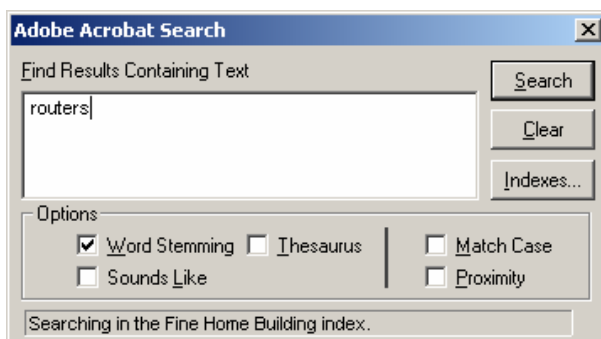 Adobe Acrobat Search
Find Results Containing Text
Search
routers
Clear
Indexes...
Options
Word Stemming Thesaurus Match Case
Sounds Like Proximity
Searching in the Fine Home Building index.